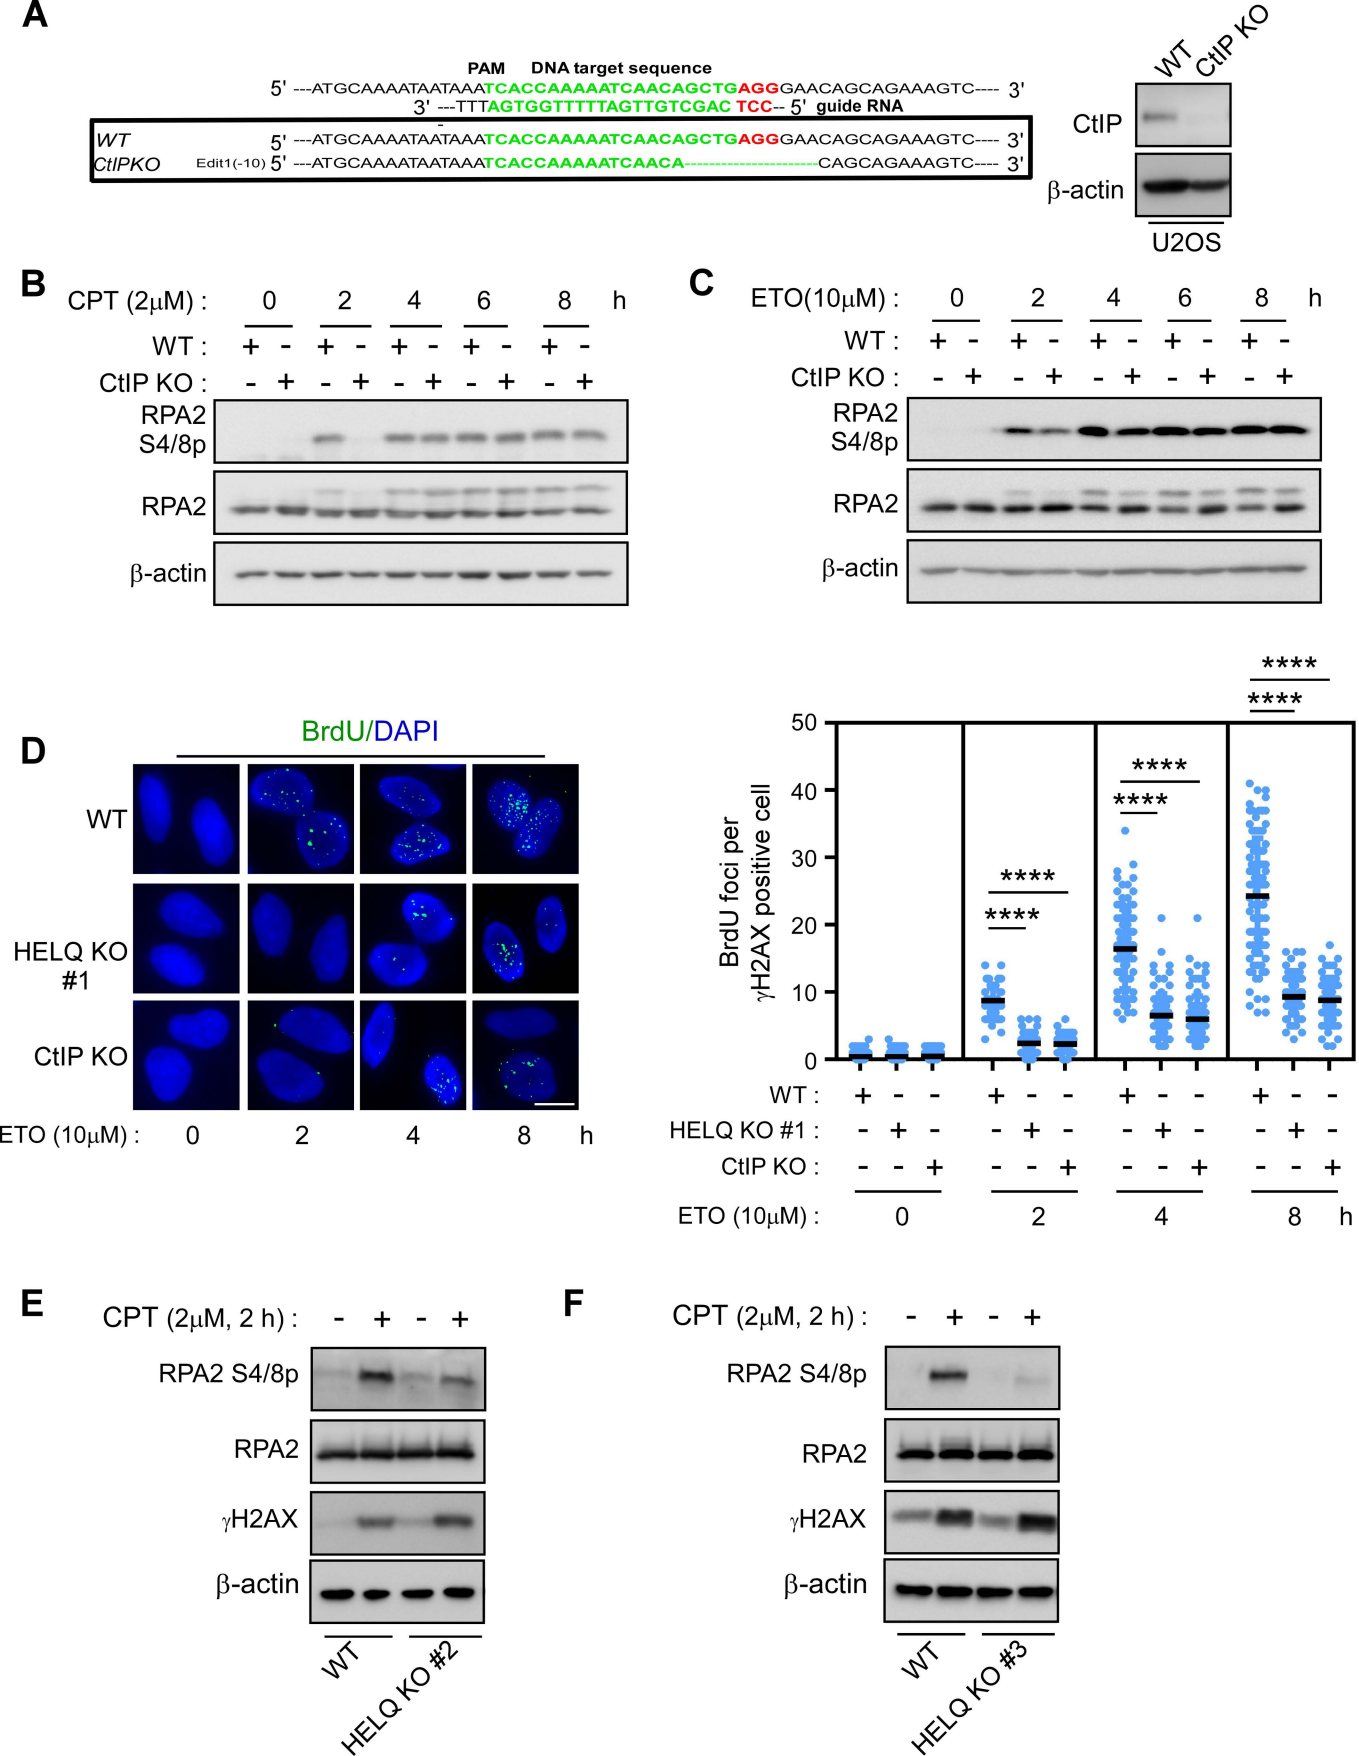 A
PAM DNA target sequence
5' ---ATGCAAAATAATAAATCACCAAAAATCAACAGCTGAGGGAACAGCAGAAAGTC---- 3'
3' ---TTTAGTGGTTTTTAGTTGTCGAC TCC-- 5' guide RNA
WT 5' ---ATGCAAAATAATAAATCACCAAAAATCAACAGCTGAGGGAACAGCAGAAAGTC---- 3'
CtIPKO Edit1(-10) 5' ---ATGCAAAATAATAAATCACCAAAAATCAACA--------------------CAGCAGAAAGTC---- 3'
WT CtIP KO
CtIP
β-actin
U2OS
B
CPT (2μM) : 0 2 4 6 8 h
WT : + - + - + - + - + -
CtIP KO : - + - + - + - + - +
RPA2
S4/8p
RPA2
β-actin
C
ETO(10μM) : 0 2 4 6 8 h
WT : + - + - + - + - + -
CtIP KO : - + - + - + - + - +
RPA2
S4/8p
RPA2
β-actin
D
BrdU/DAPI
WT
HELQ KO
#1
CtIP KO
ETO (10μM) : 0 2 4 8 h
BrdU foci per
γH2AX positive cell
50
40
30
20
10
0
**** ****
**** ****
**** ****
WT : + - - + - - + - - + - -
HELQ KO #1 : - + - - + - - + - - + -
CtIP KO : - - + - - + - - + - - +
ETO (10μM) : 0 2 4 8 h
E
CPT (2μM, 2 h) : - + - +
RPA2 S4/8p
RPA2
γH2AX
β-actin
WT HELQ KO #2
F
CPT (2μM, 2 h) : - + - +
RPA2 S4/8p
RPA2
γH2AX
β-actin
WT HELQ KO #3